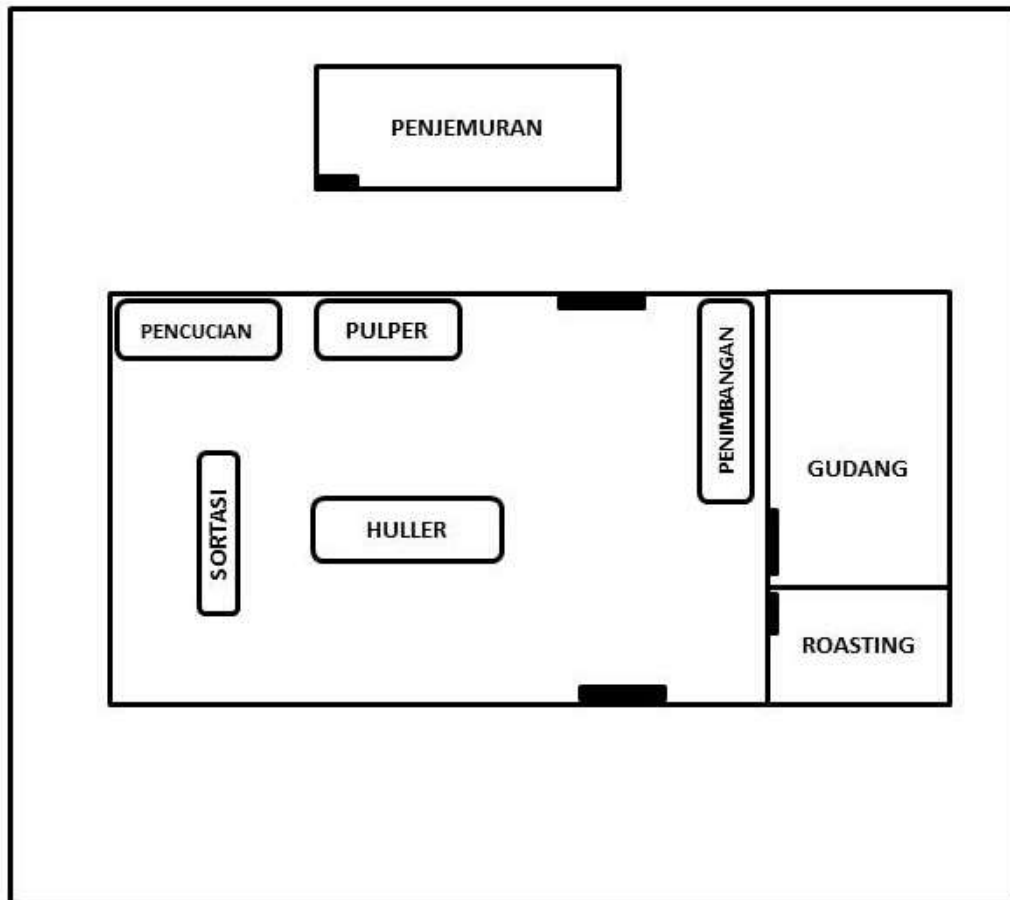 PENJEMURAN
PENCUCIAN
PULPER
PENIMBANGAN
GUDANG
SORTASI
HULLER
ROASTING